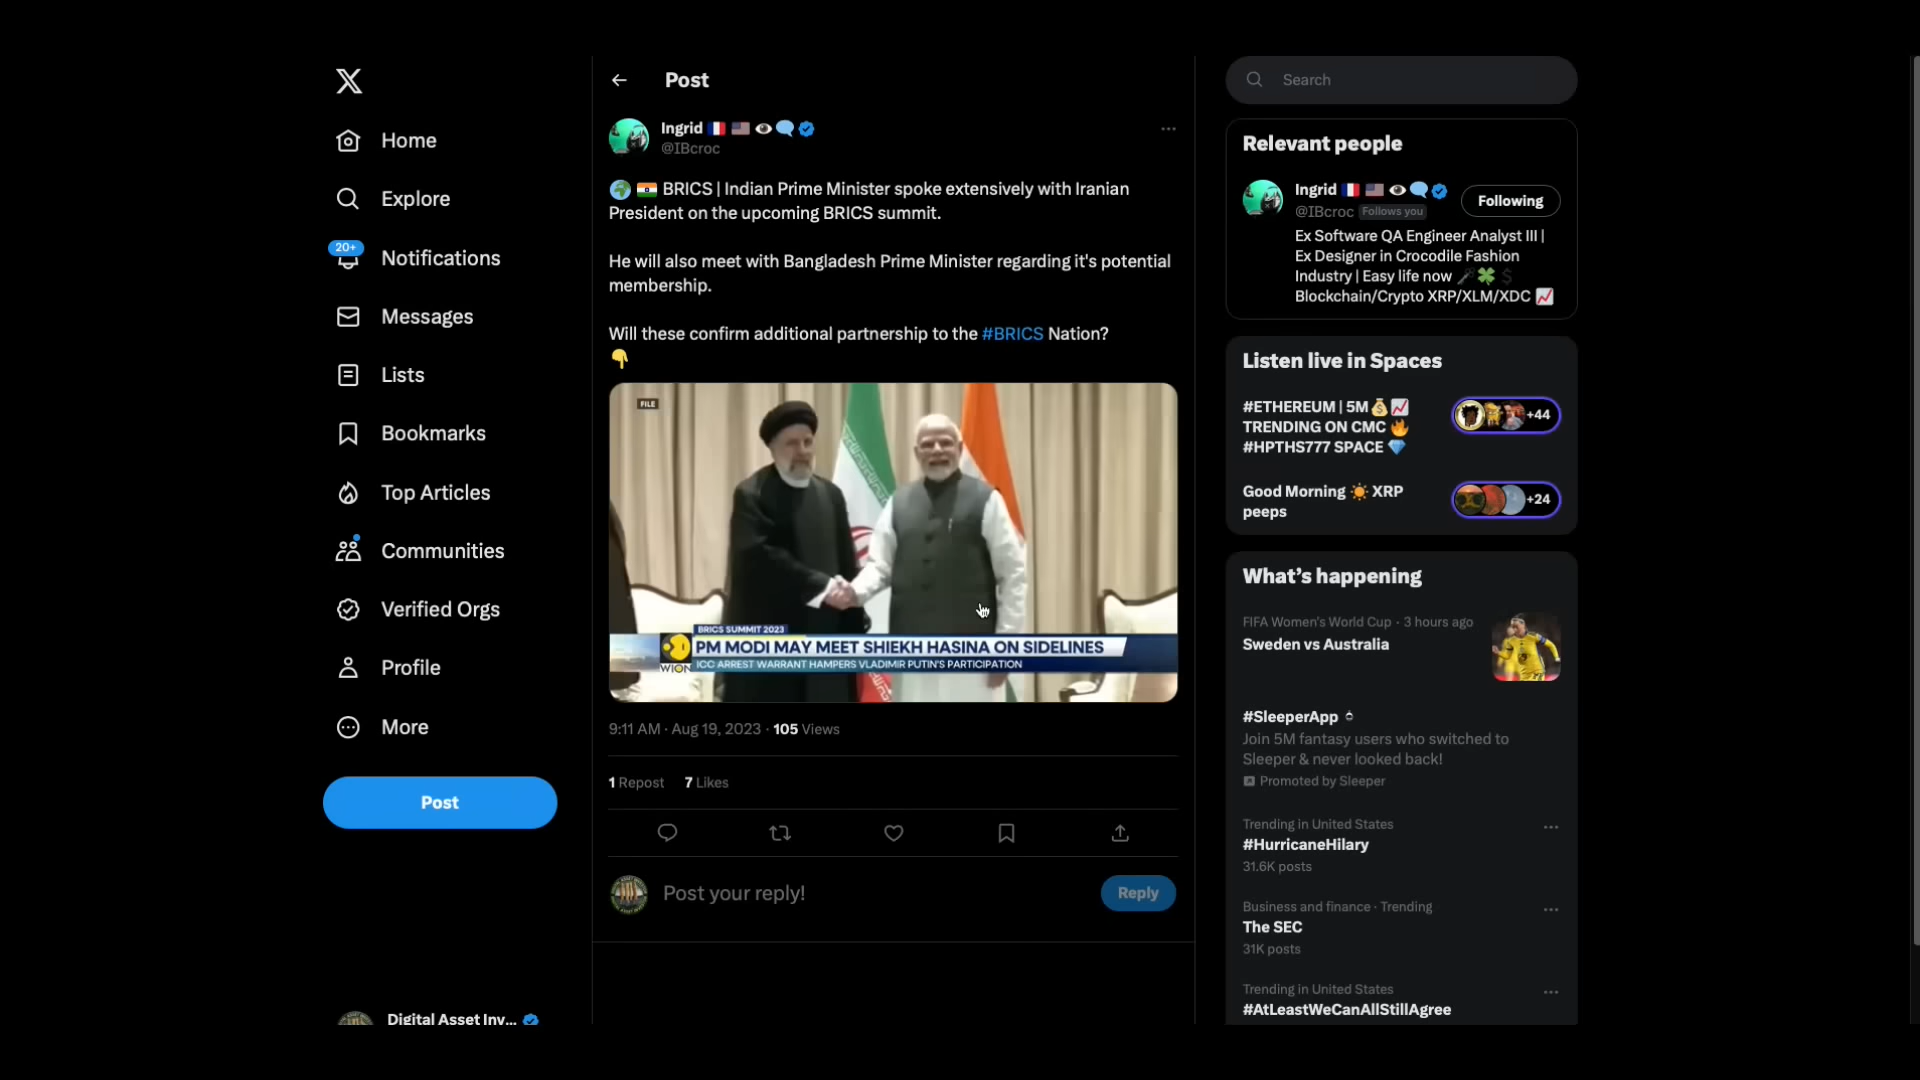 Home
Explore
20+
Notifications
Messages
Lists
Bookmarks
Top Articles
Communities
Verified Orgs
Profile
More
Post
Digital Asset Inv...
Post
Ingrid
@IBcroc
BRICS | Indian Prime Minister spoke extensively with Iranian
President on the upcoming BRICS summit.
He will also meet with Bangladesh Prime Minister regarding it's potential
membership.
Will these confirm additional partnership to the #BRICS Nation?
FILE
BRICS SUMMIT 2023
PM MODI MAY MEET SHIEKH HASINA ON SIDELINES
WION
ICC ARREST WARRANT HAMPERS VLADIMIR PUTIN'S PARTICIPATION
9:11 AM · Aug 19, 2023 · 105 Views
1 Repost 7 Likes
Post your reply!
Reply
Search
Relevant people
Ingrid
Following
@IBcroc Follows you
Ex Software QA Engineer Analyst III |
Ex Designer in Crocodile Fashion
Industry | Easy life now
Blockchain/Crypto XRP/XLM/XDC
Listen live in Spaces
#ETHEREUM | 5M
TRENDING ON CMC
#HPTHS777 SPACE
+44
Good Morning XRP
peeps
+24
What's happening
FIFA Women's World Cup · 3 hours ago
Sweden vs Australia
#SleeperApp
Join 5M fantasy users who switched to
Sleeper & never looked back!
Promoted by Sleeper
Trending in United States
#HurricaneHilary
31.6K posts
Business and finance · Trending
The SEC
31K posts
Trending in United States
#AtLeastWeCanAllStillAgree